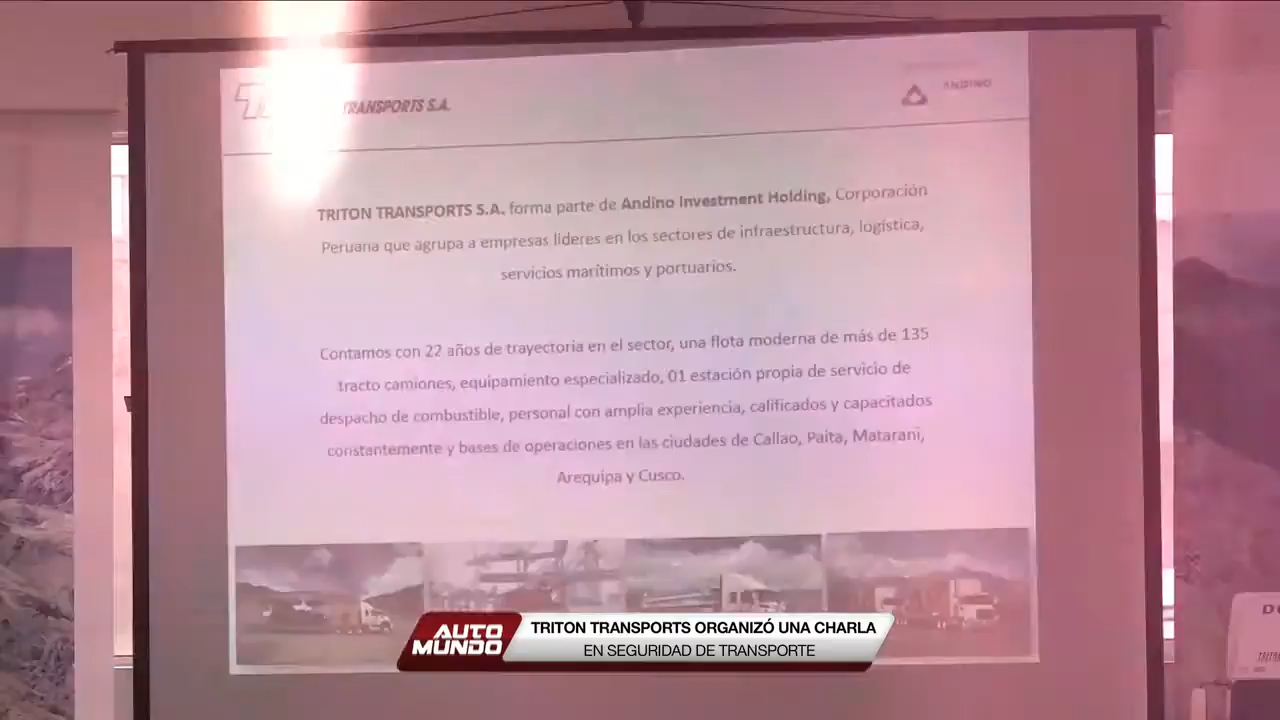 TRANSPORTS S.A.
ANDINO
TRITON TRANSPORTS S.A. forma parte de Andino Investment Holding, Corporación
Peruana que agrupa a empresas líderes en los sectores de infraestructura, logística,
servicios marítimos y portuarios.
Contamos con 22 años de trayectoria en el sector, una flota moderna de más de 135
tracto camiones, equipamiento especializado, 01 estación propia de servicio de
despacho de combustible, personal con amplia experiencia, calificados y capacitados
constantemente y bases de operaciones en las ciudades de Callao, Paita, Matarani,
Arequipa y Cusco.
AUTO
MUNDO
TRITON TRANSPORTS ORGANIZÓ UNA CHARLA
EN SEGURIDAD DE TRANSPORTE